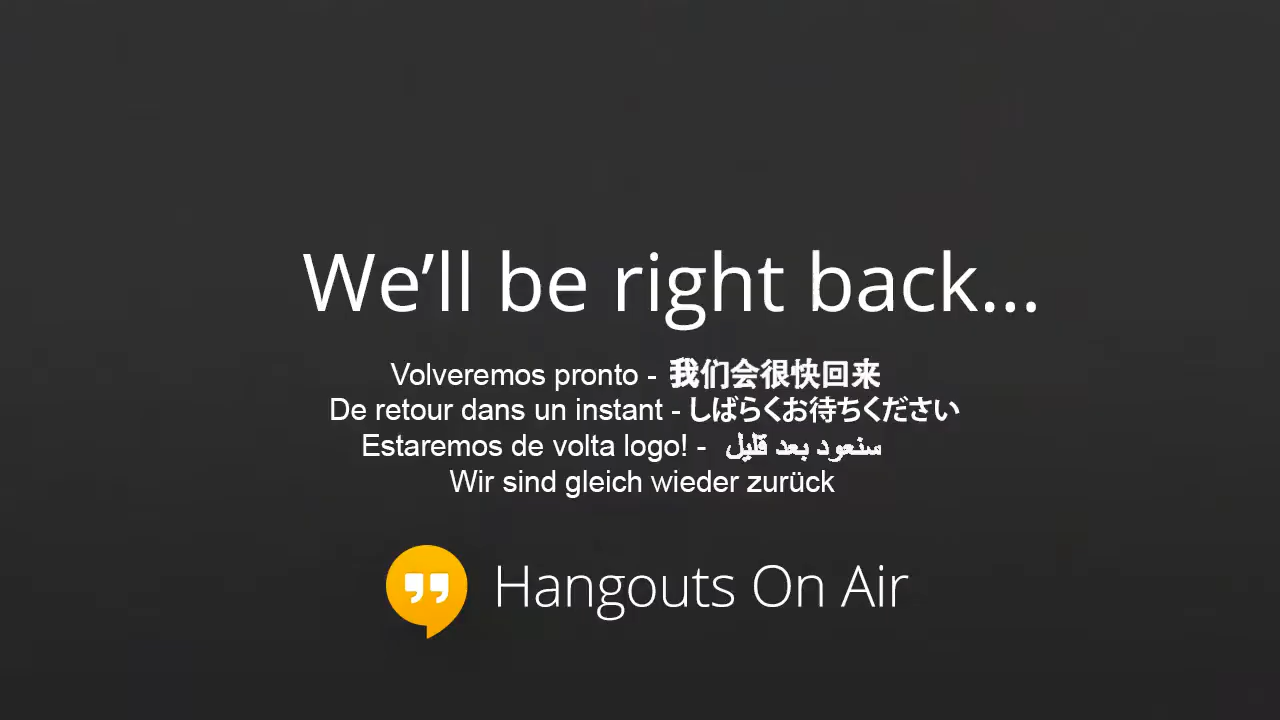 We'll be right back...
Volveremos pronto - 我们会很快回来
De retour dans un instant - しばらくお待ちください
Estaremos de volta logo! - سنعود بعد قليل
Wir sind gleich wieder zurück
Hangouts On Air